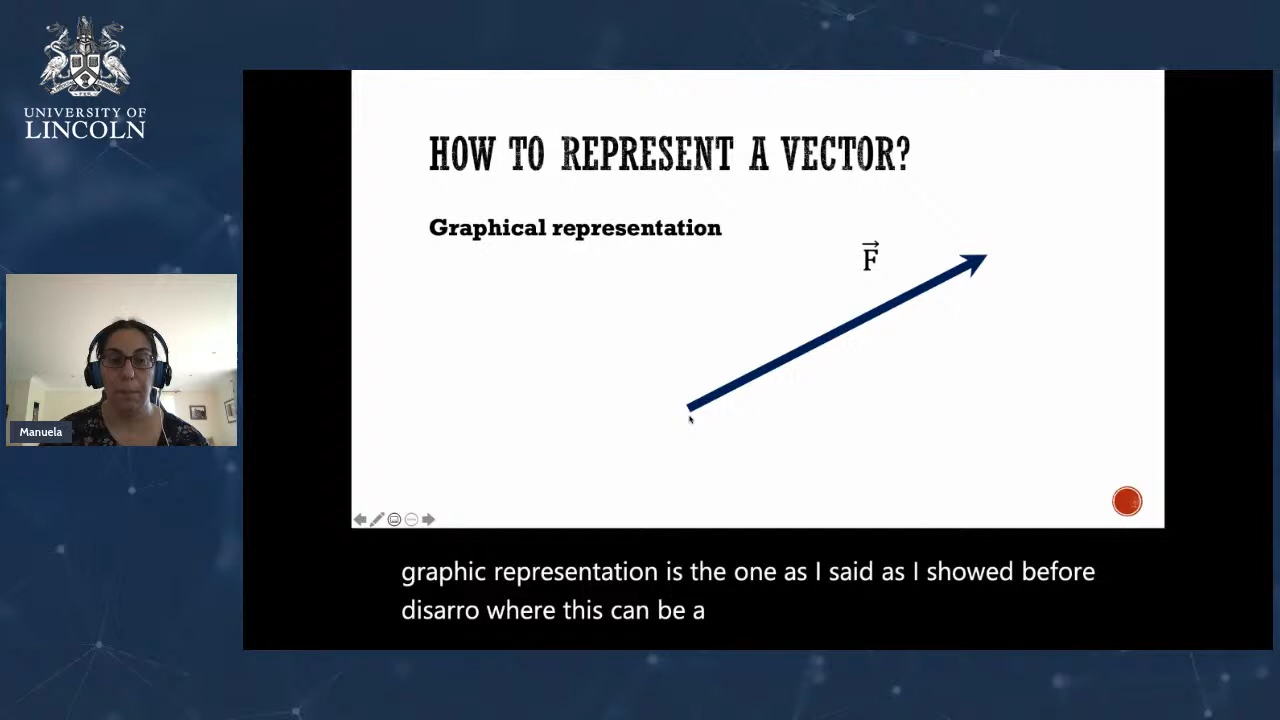 UNIVERSITY OF
LINCOLN
HOW TO REPRESENT A VECTOR?
Graphical representation
F⃗
Manuela
graphic representation is the one as I said as I showed before
disarro where this can be a